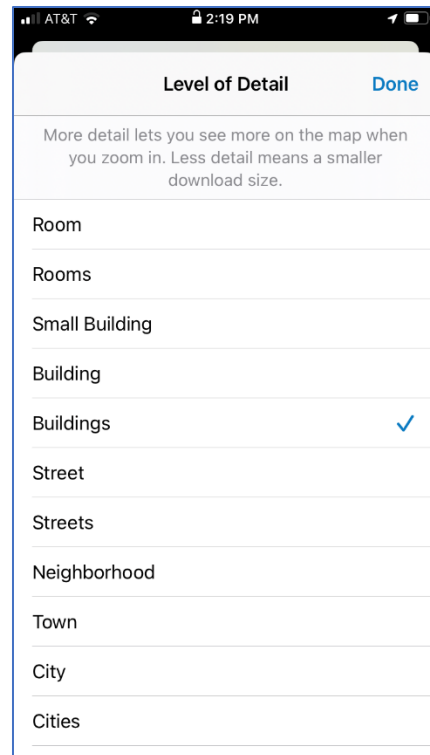 AT&T 2:19 PM
Level of Detail Done
More detail lets you see more on the map when
you zoom in. Less detail means a smaller
download size.
Room
Rooms
Small Building
Building
Buildings
Street
Streets
Neighborhood
Town
City
Cities